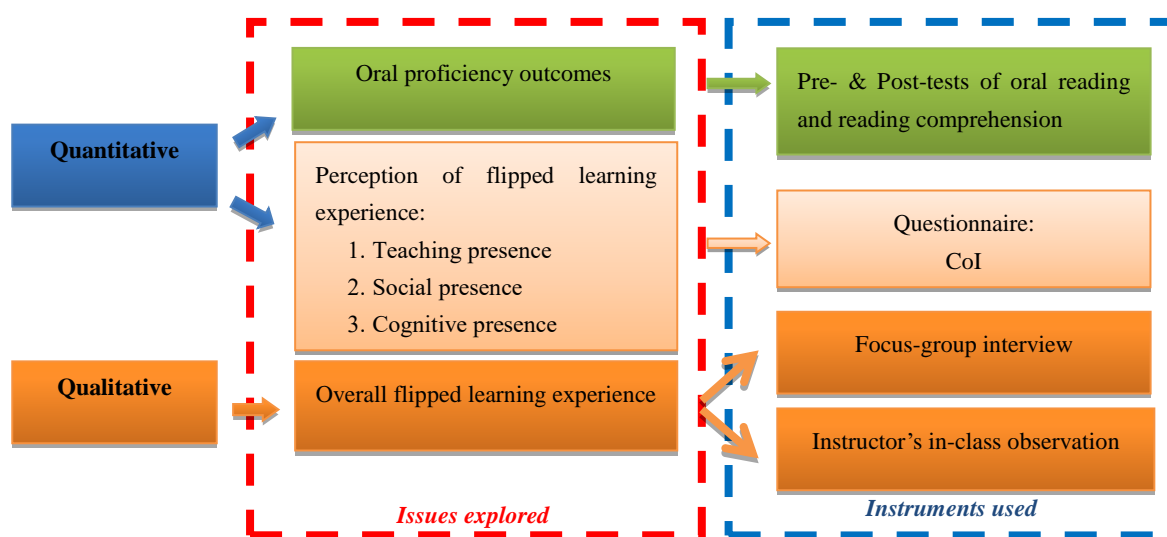 Quantitative
Qualitative
Oral proficiency outcomes
Perception of flipped learning
experience:
1. Teaching presence
2. Social presence
3. Cognitive presence
Overall flipped learning experience
Issues explored
Pre- & Post-tests of oral reading
and reading comprehension
Questionnaire:
CoI
Focus-group interview
Instructor's in-class observation
Instruments used